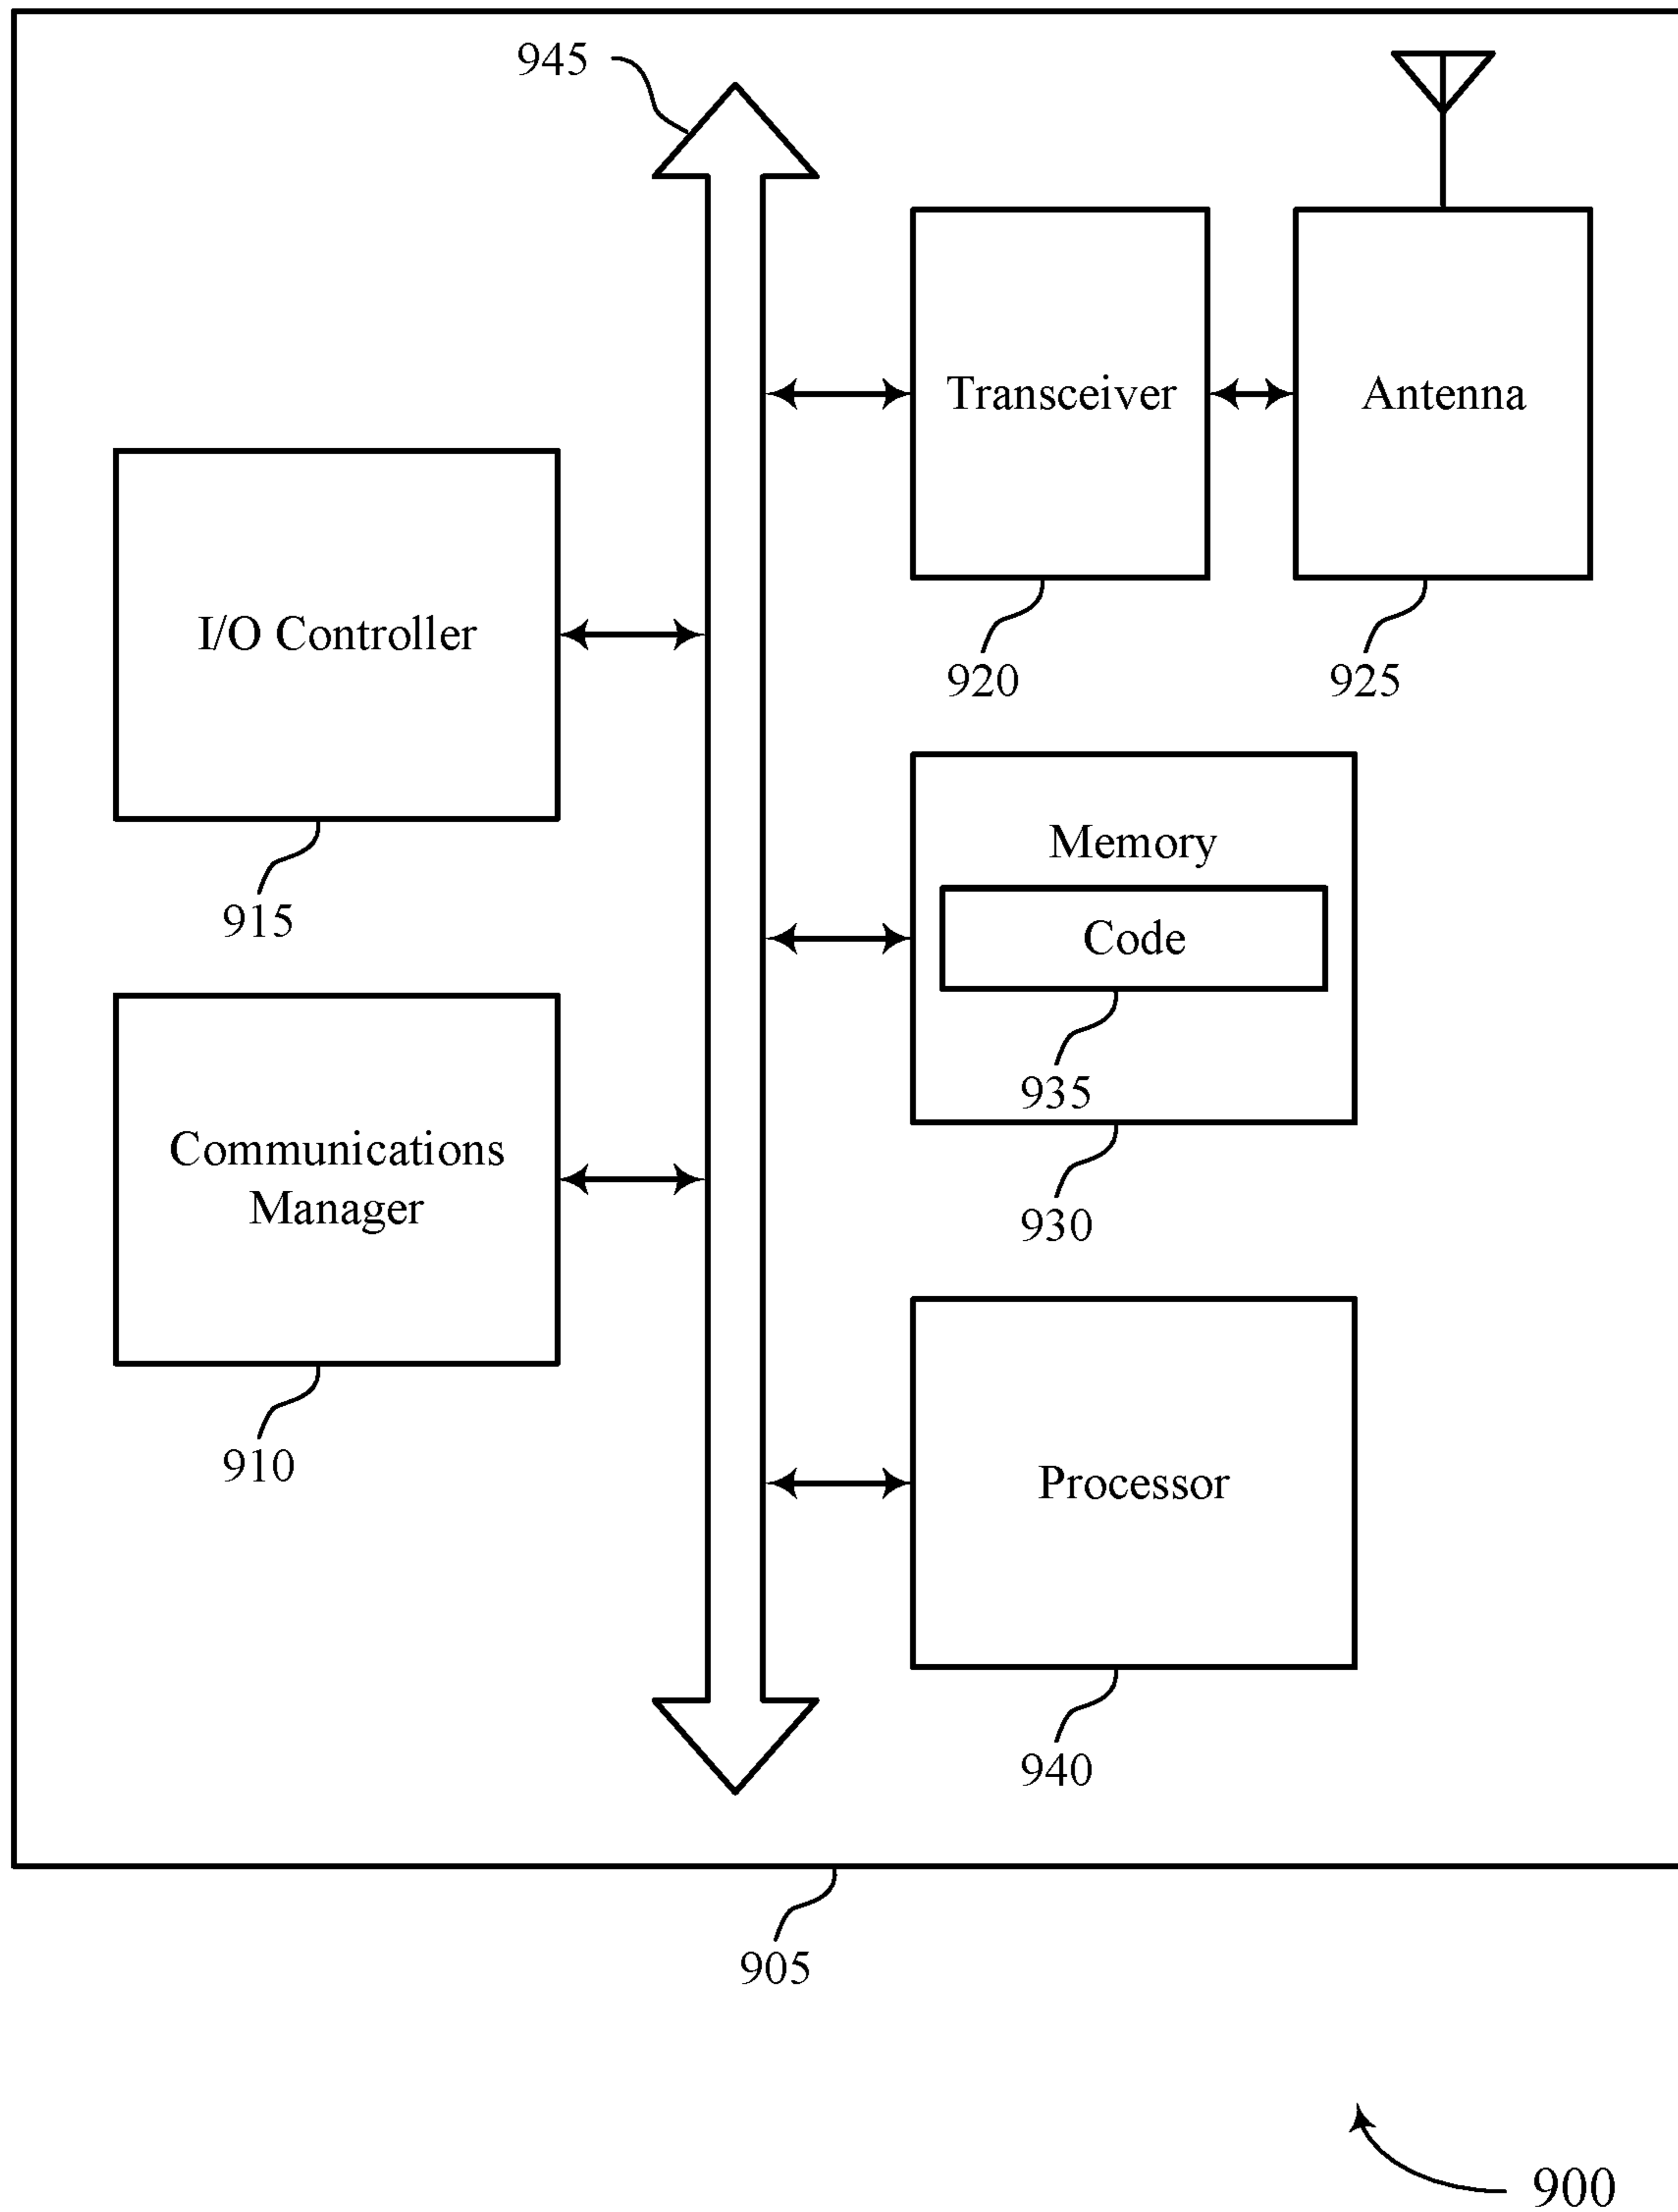 945
Transceiver
Antenna
I/O Controller
920
925
Memory
915
Code
935
Communications
Manager
930
910
Processor
940
905
900